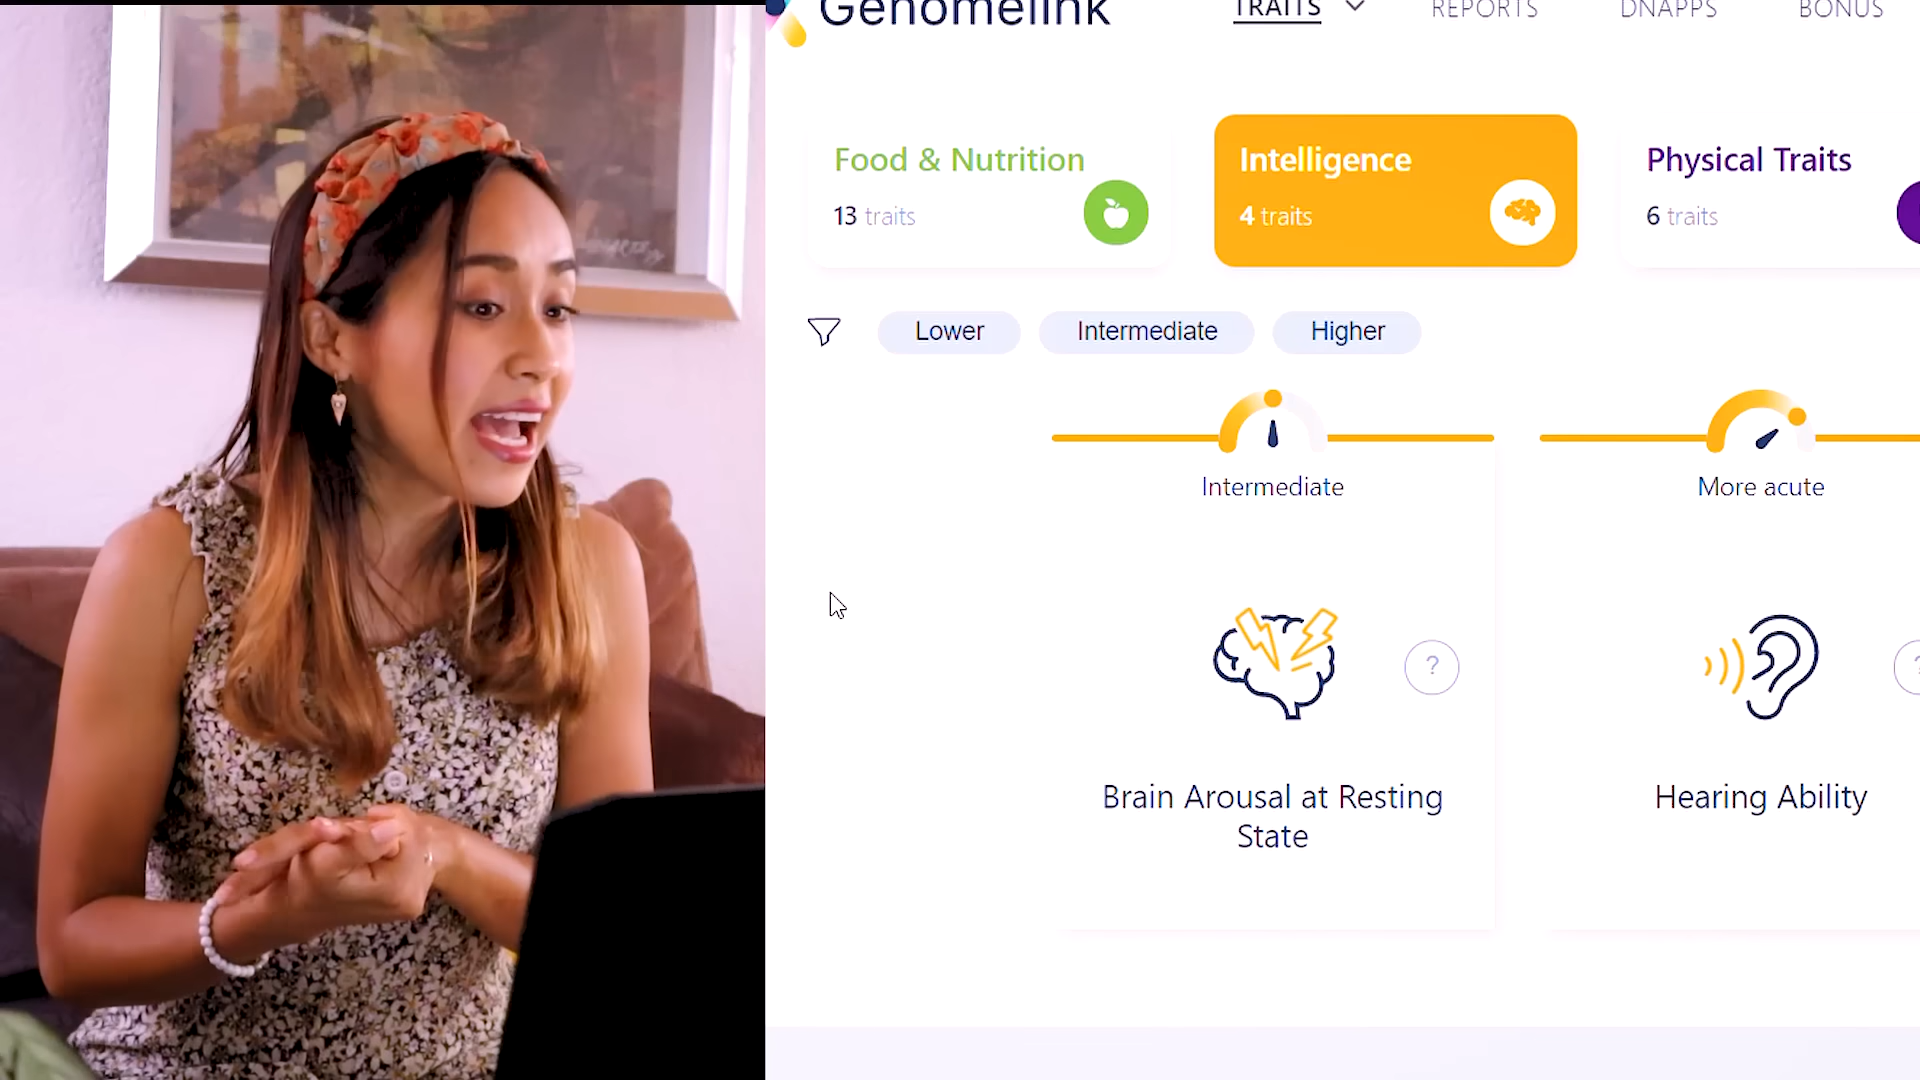 Genomelink
TRAITS
REPORTS
DNAPPS
BONUS
Food & Nutrition
13 traits
Intelligence
4 traits
Physical Traits
6 traits
Lower
Intermediate
Higher
Intermediate
More acute
?
?
Brain Arousal at Resting
State
Hearing Ability